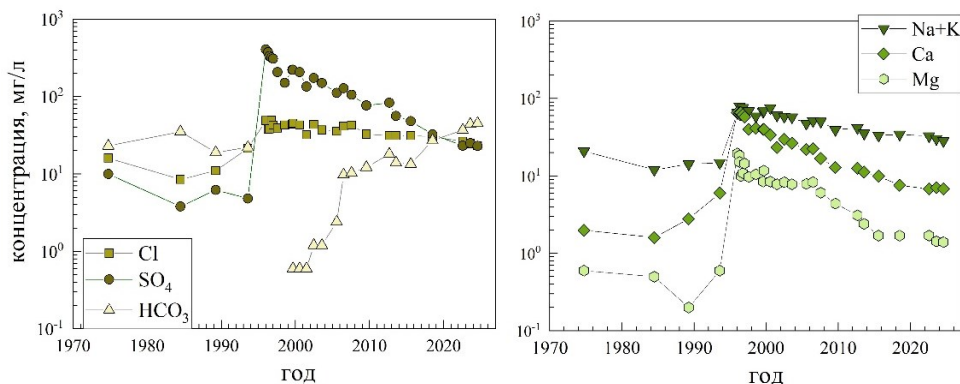 концентрация, мг/л
10³
10²
10¹
10⁰
10⁻¹
Cl
SO₄
HCO₃
1970 1980 1990 2000 2010 2020
год
10³
10²
10¹
10⁰
10⁻¹
Na+K
Ca
Mg
1970 1980 1990 2000 2010 2020
год